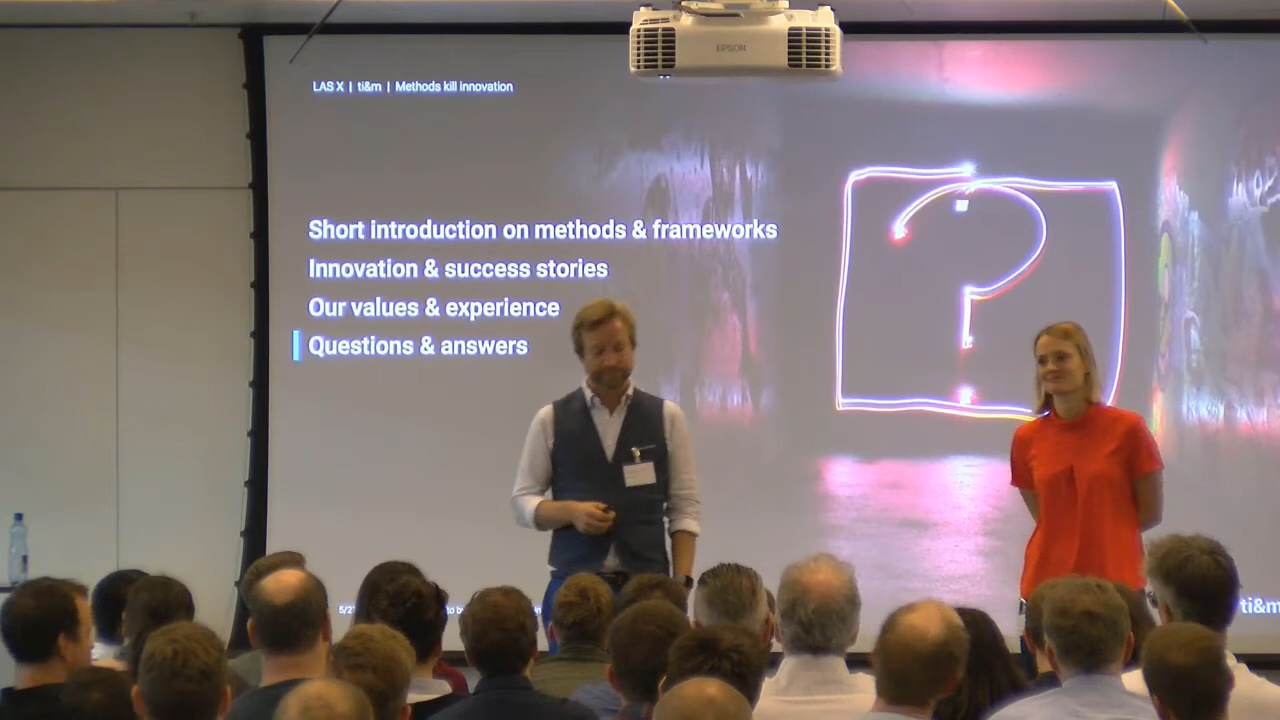 EPSON
LAS X | ti&m | Methods kill innovation
Short introduction on methods & frameworks
Innovation & success stories
Our values & experience
Questions & answers
ti&m